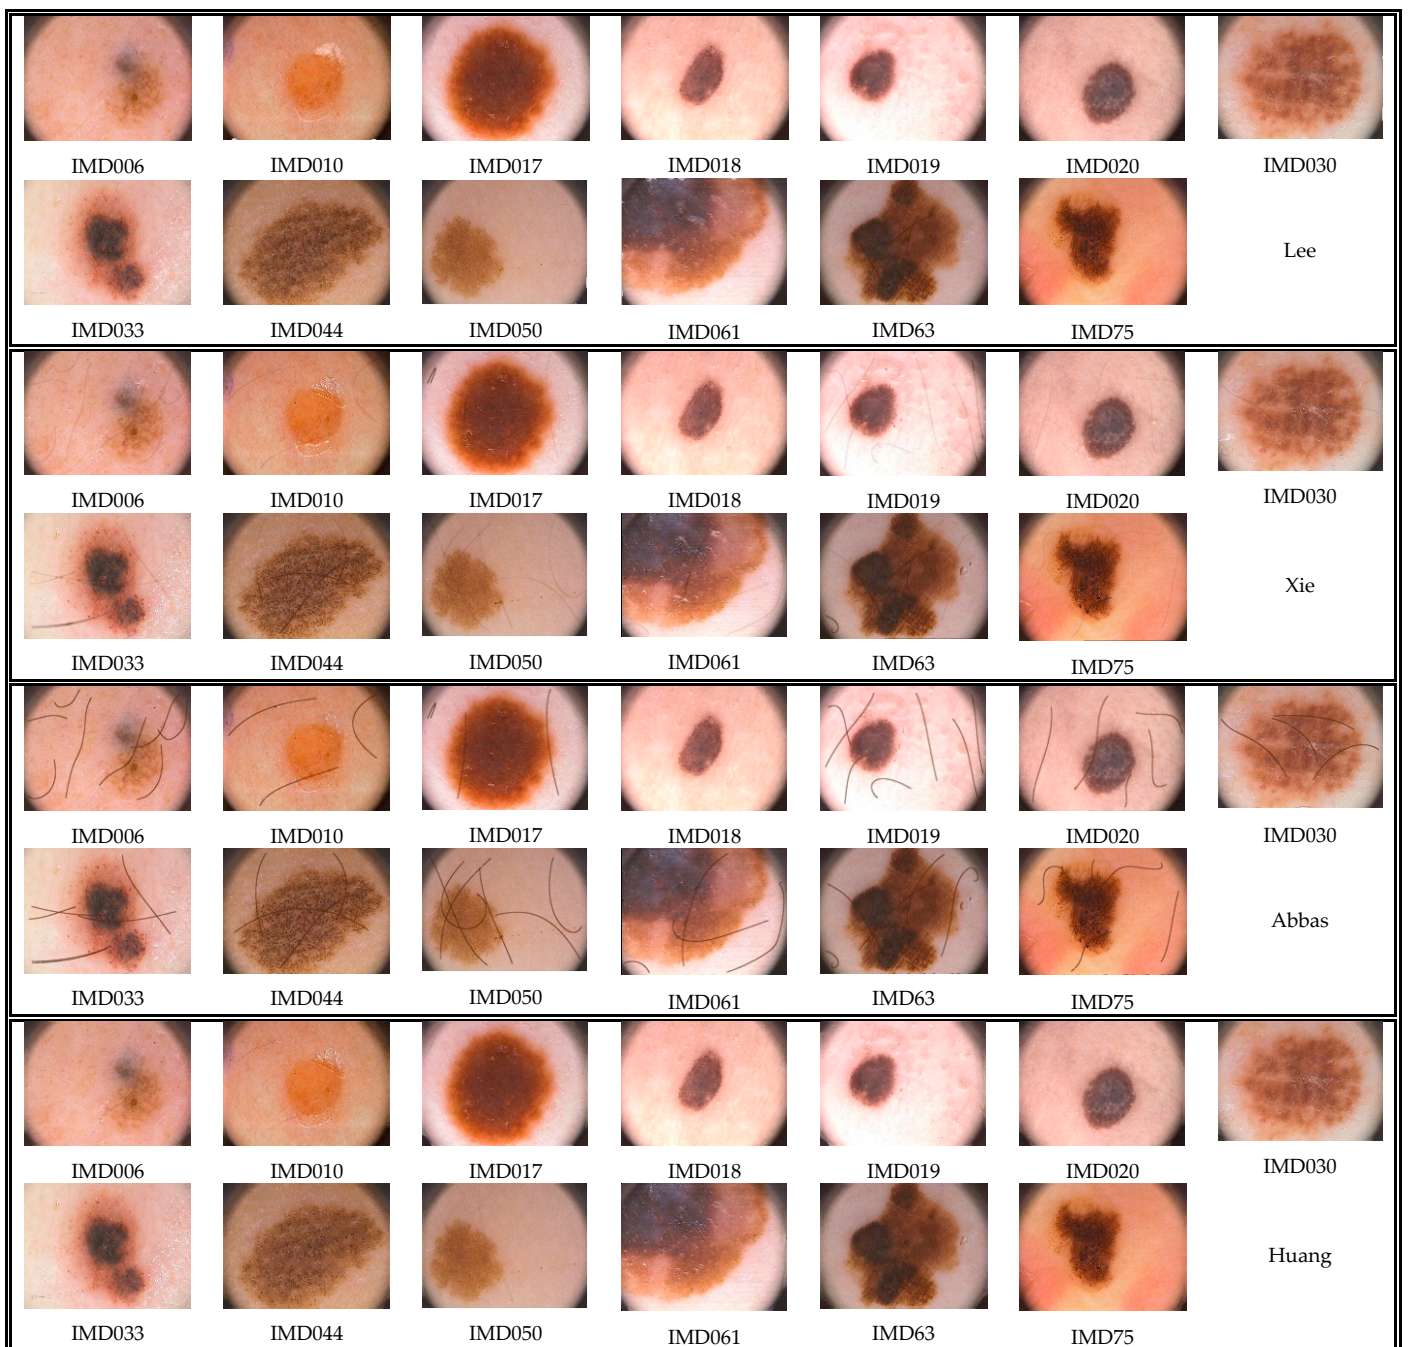 IMD006 IMD010 IMD017 IMD018 IMD019 IMD020 IMD030
Lee
IMD033 IMD044 IMD050 IMD061 IMD63 IMD75
IMD006 IMD010 IMD017 IMD018 IMD019 IMD020 IMD030
Xie
IMD033 IMD044 IMD050 IMD061 IMD63 IMD75
IMD006 IMD010 IMD017 IMD018 IMD019 IMD020 IMD030
Abbas
IMD033 IMD044 IMD050 IMD061 IMD63 IMD75
IMD006 IMD010 IMD017 IMD018 IMD019 IMD020 IMD030
Huang
IMD033 IMD044 IMD050 IMD061 IMD63 IMD75